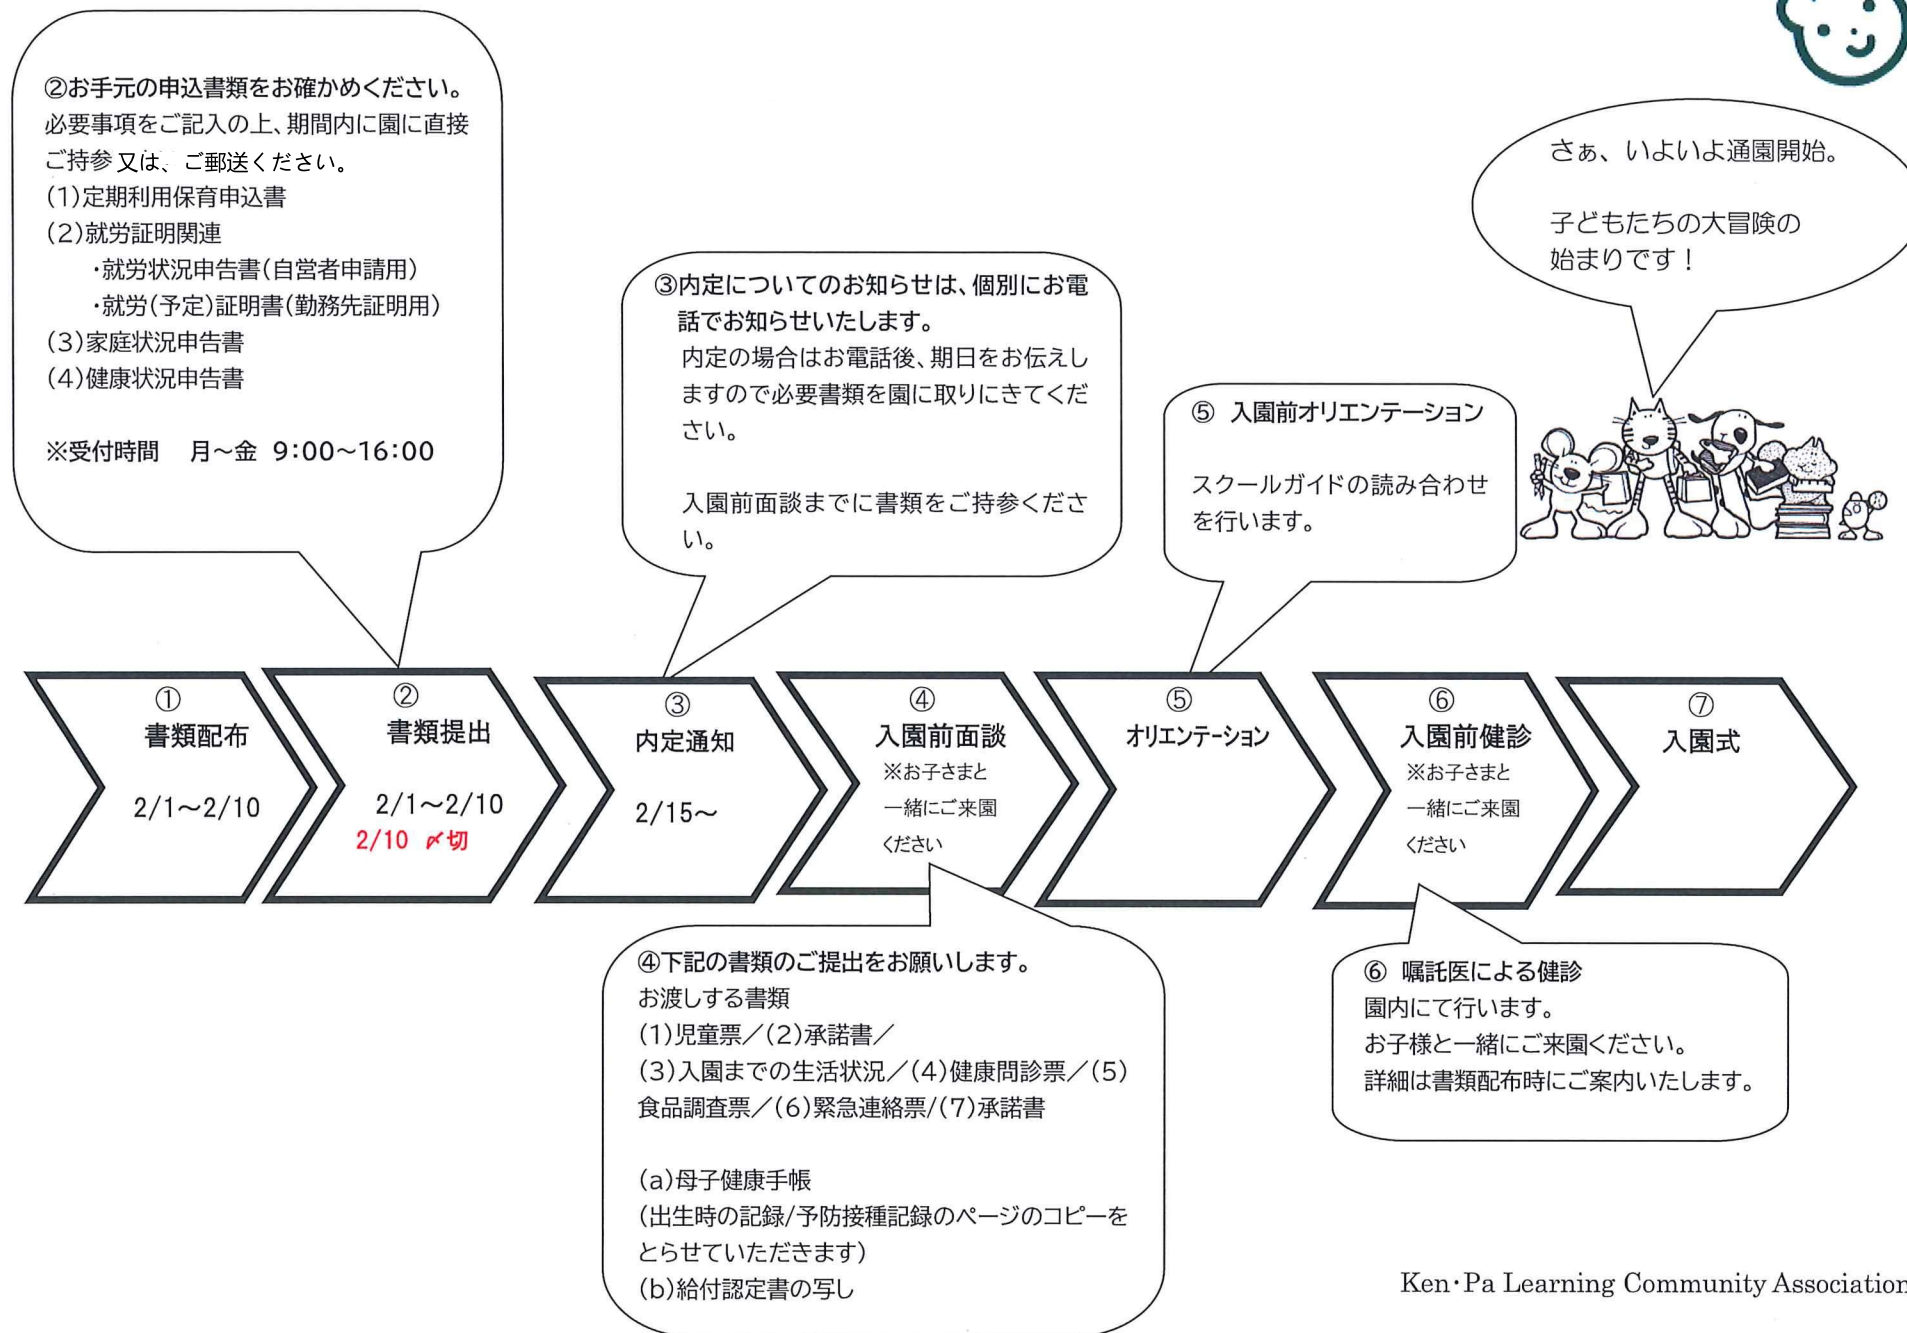 ②お手元の申込書類をお確かめください。
必要事項をご記入の上、期間内に園に直接
ご持参又は、ご郵送ください。
(1)定期利用保育申込書
(2)就労証明関連
・就労状況申告書(自営者申請用)
・就労(予定)証明書(勤務先証明用)
(3)家庭状況申告書
(4)健康状況申告書
※受付時間　月～金 9:00～16:00
③内定についてのお知らせは、個別にお電
話でお知らせいたします。
内定の場合はお電話後、期日をお伝えし
ますので必要書類を園に取りにきてくだ
さい。
入園前面談までに書類をご持参くださ
い。
⑤ 入園前オリエンテーション
スクールガイドの読み合わせ
を行います。
さぁ、いよいよ通園開始。
子どもたちの大冒険の
始まりです！
①
書類配布
2/1～2/10
②
書類提出
2/1～2/10
2/10 〆切
③
内定通知
2/15～
④
入園前面談
※お子さまと
一緒にご来園
ください
⑤
オリエンテーション
⑥
入園前健診
※お子さまと
一緒にご来園
ください
⑦
入園式
④下記の書類のご提出をお願いします。
お渡しする書類
(1)児童票／(2)承諾書／
(3)入園までの生活状況／(4)健康問診票／(5)
食品調査票／(6)緊急連絡票/(7)承諾書
(a)母子健康手帳
(出生時の記録/予防接種記録のページのコピーを
とらせていただきます)
(b)給付認定書の写し
⑥ 嘱託医による健診
園内にて行います。
お子様と一緒にご来園ください。
詳細は書類配布時にご案内いたします。
Ken･Pa Learning Community Association